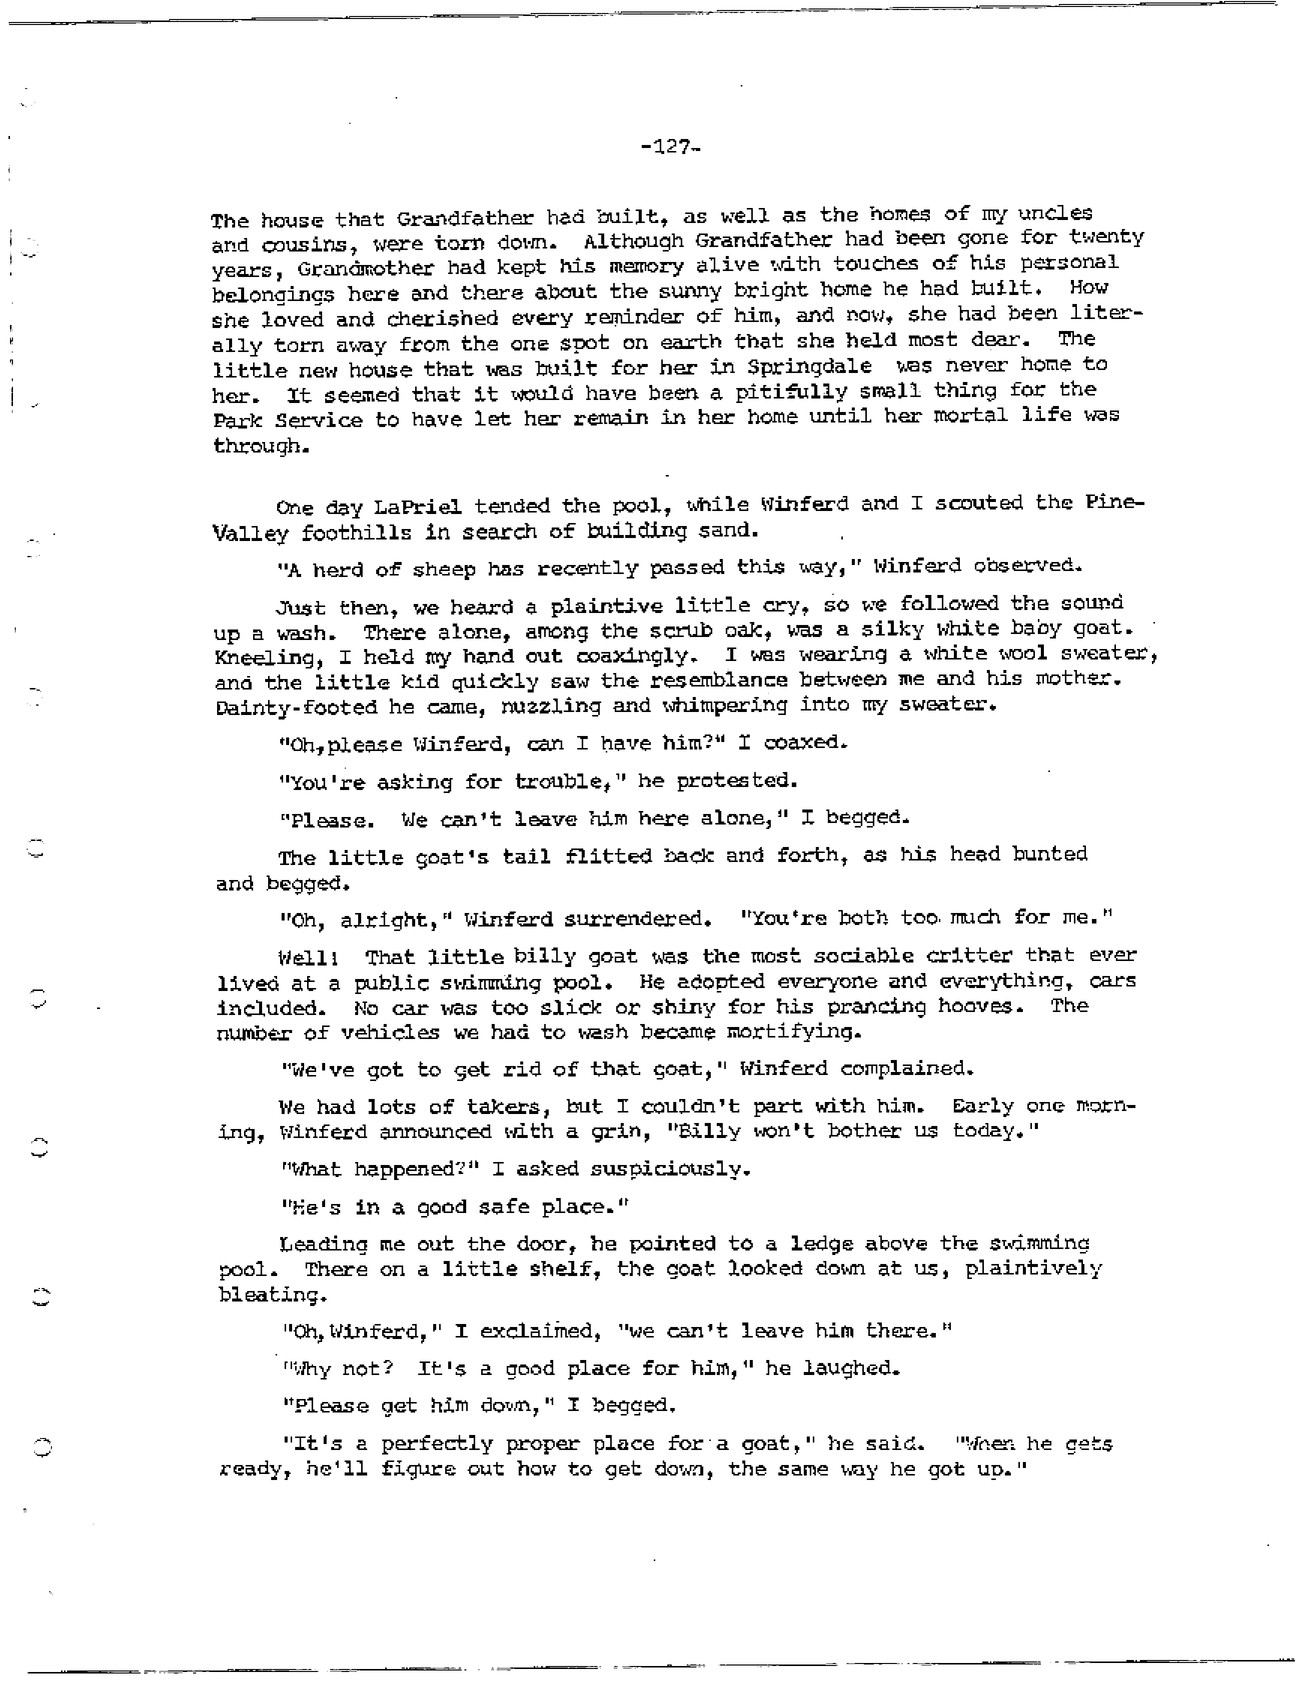 -127-
The house that Grandfather had built, as well as the homes of my uncles
and cousins, were torn down. Although Grandfather had been gone for twenty
years, Grandmother had kept his memory alive with touches of his personal
belongings here and there about the sunny bright home he had built. How
she loved and cherished every reminder of him, and now, she had been liter-
ally torn away from the one spot on earth that she held most dear. The
little new house that was built for her in Springdale was never home to
her. It seemed that it would have been a pitifully small thing for the
Park Service to have let her remain in her home until her mortal life was
through.
One day LaPriel tended the pool, while Winferd and I scouted the Pine-
Valley foothills in search of building sand.
"A herd of sheep has recently passed this way," Winferd observed.
Just then, we heard a plaintive little cry, so we followed the sound
up a wash. There alone, among the scrub oak, was a silky white baby goat.
Kneeling, I held my hand out coaxingly. I was wearing a white wool sweater,
and the little kid quickly saw the resemblance between me and his mother.
Dainty-footed he came, nuzzling and whimpering into my sweater.
"Oh, please Winferd, can I have him?" I coaxed.
"You're asking for trouble," he protested.
"Please. We can't leave him here alone," I begged.
The little goat's tail flitted back and forth, as his head bunted
and begged.
"Oh, alright," Winferd surrendered. "You're both too much for me."
Well! That little billy goat was the most sociable critter that ever
lived at a public swimming pool. He adopted everyone and everything, cars
included. No car was too slick or shiny for his prancing hooves. The
number of vehicles we had to wash became mortifying.
"We've got to get rid of that goat," Winferd complained.
We had lots of takers, but I couldn't part with him. Early one morn-
ing, Winferd announced with a grin, "Billy won't bother us today."
"What happened?" I asked suspiciously.
"He's in a good safe place."
Leading me out the door, he pointed to a ledge above the swimming
pool. There on a little shelf, the goat looked down at us, plaintively
bleating.
"Oh, Winferd," I exclaimed, "we can't leave him there."
"Why not? It's a good place for him," he laughed.
"Please get him down," I begged.
"It's a perfectly proper place for a goat," he said. "When he gets
ready, he'll figure out how to get down, the same way he got up."